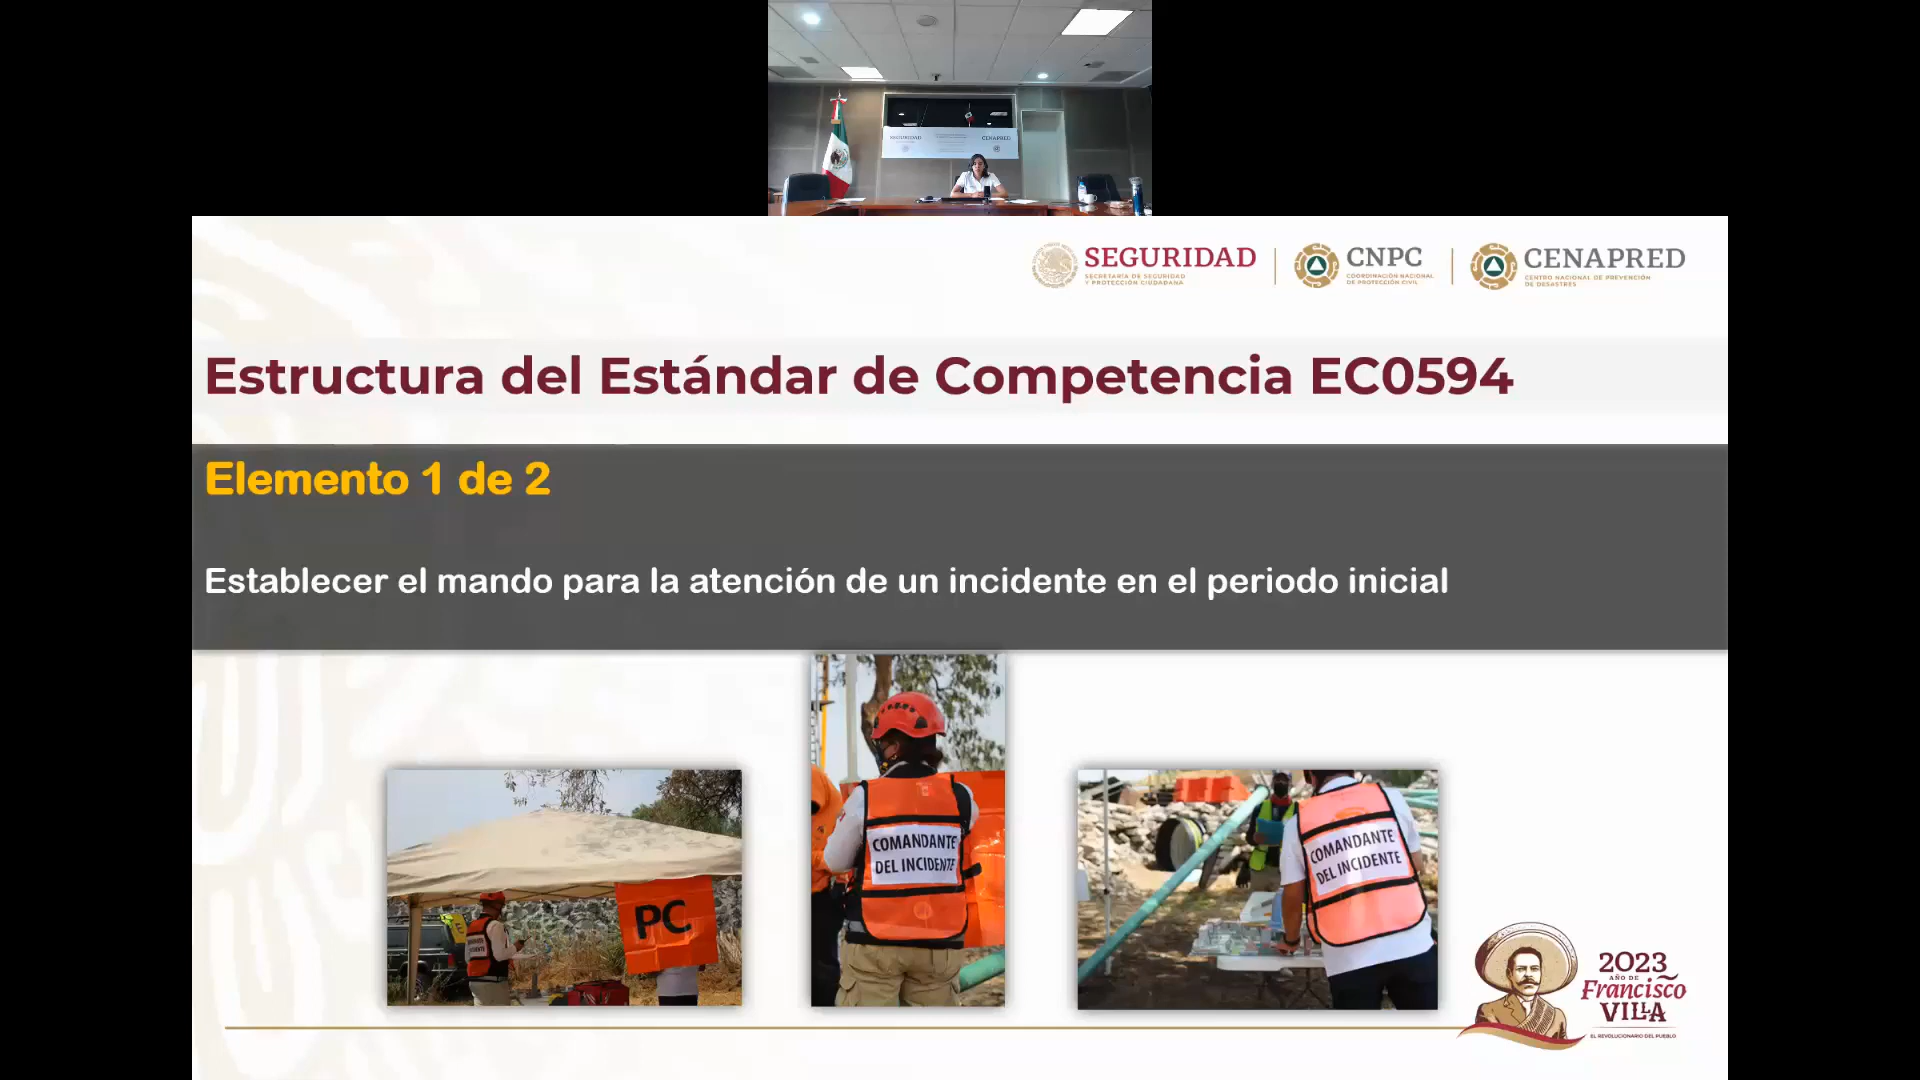 SEGURIDAD
CENAPRED
SEGURIDAD
SECRETARÍA DE SEGURIDAD
Y PROTECCIÓN CIUDADANA
CNPC
COORDINACIÓN NACIONAL
DE PROTECCIÓN CIVIL
CENAPRED
CENTRO NACIONAL DE PREVENCIÓN
DE DESASTRES
Estructura del Estándar de Competencia EC0594
Elemento 1 de 2
Establecer el mando para la atención de un incidente en el periodo inicial
PC
COMANDANTE
DEL INCIDENTE
COMANDANTE
DEL INCIDENTE
2023
AÑO DE
Francisco
VILLA
EL REVOLUCIONARIO DEL PUEBLO